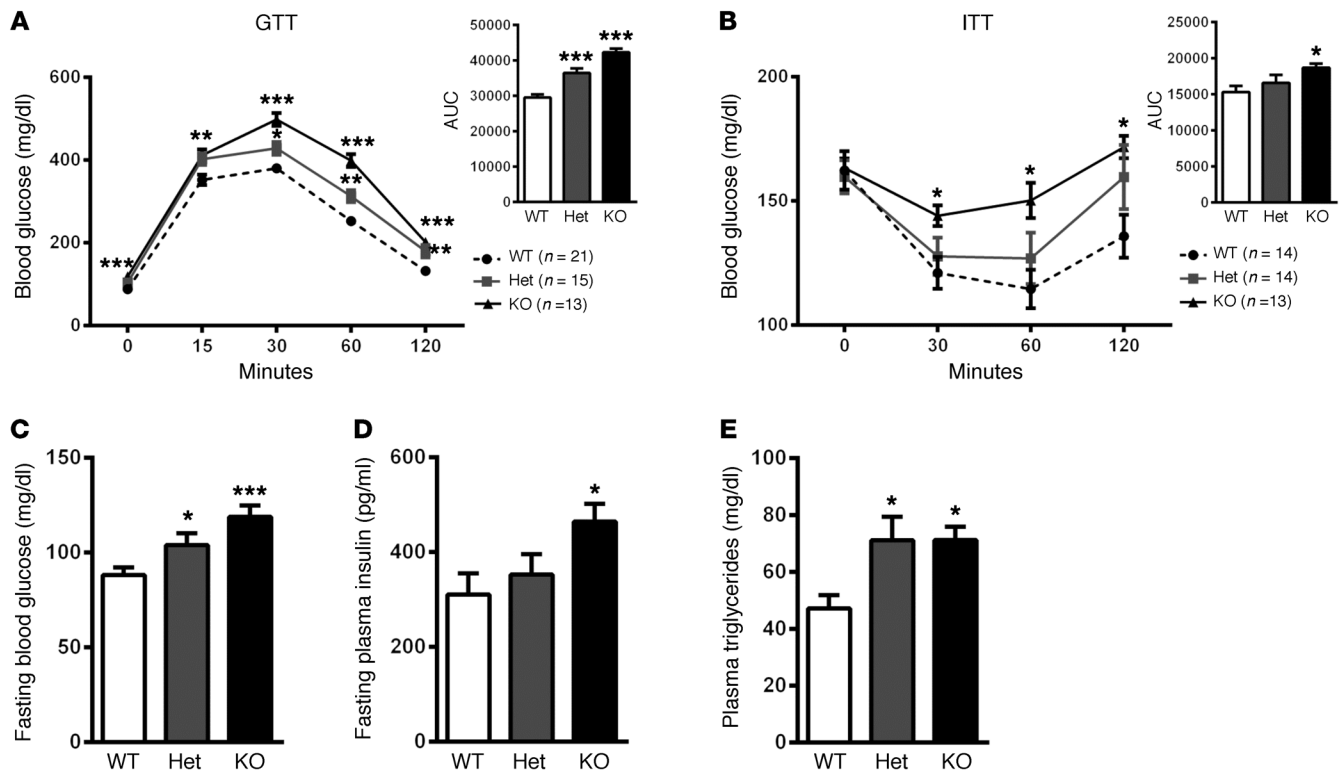 A
GTT
Blood glucose (mg/dl)
600
400
200
0
***
**
***
*
***
**
***
**
0
15
30
60
120
Minutes
AUC
50000
40000
30000
20000
10000
0
***
***
WT
Het
KO
WT (n = 21)
Het (n = 15)
KO (n =13)
B
ITT
Blood glucose (mg/dl)
200
150
100
*
*
*
0
30
60
120
Minutes
AUC
25000
20000
15000
10000
5000
0
*
WT
Het
KO
WT (n = 14)
Het (n = 14)
KO (n =13)
C
Fasting blood glucose (mg/dl)
150
100
50
0
*
***
WT
Het
KO
D
Fasting plasma insulin (pg/ml)
600
400
200
0
*
WT
Het
KO
E
Plasma triglycerides (mg/dl)
100
80
60
40
20
0
*
*
WT
Het
KO